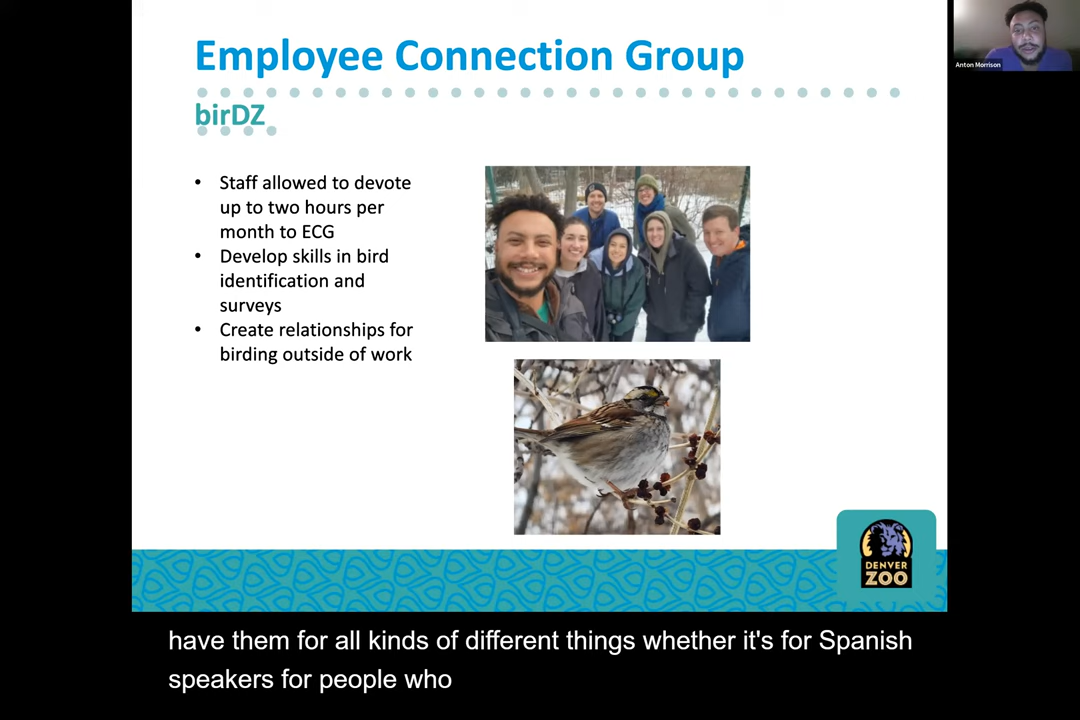 Employee Connection Group
Anton Morrison
birDZ
• Staff allowed to devote
up to two hours per
month to ECG
• Develop skills in bird
identification and
surveys
• Create relationships for
birding outside of work
DENVER
ZOO
have them for all kinds of different things whether it's for Spanish
speakers for people who